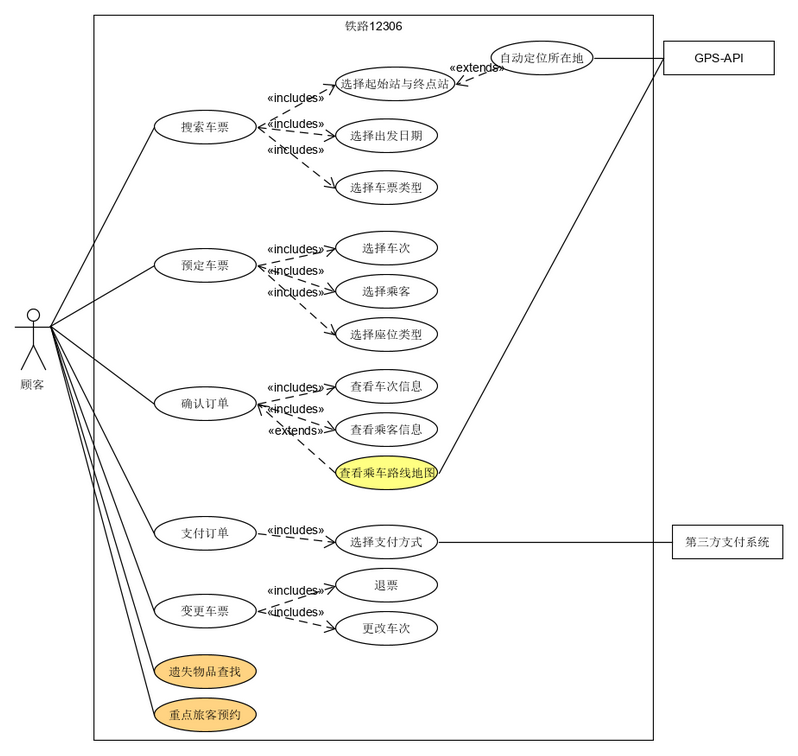 铁路12306
自动定位所在地
GPS-API
«extends»
选择起始站与终点站
«includes»
搜索车票
«includes»
选择出发日期
«includes»
选择车票类型
预定车票
«includes»
选择车次
«includes»
选择乘客
«includes»
选择座位类型
顾客
确认订单
«includes»
查看车次信息
«includes»
查看乘客信息
«extends»
查看乘车路线地图
支付订单
«includes»
选择支付方式
第三方支付系统
变更车票
«includes»
退票
«includes»
更改车次
遗失物品查找
重点旅客预约